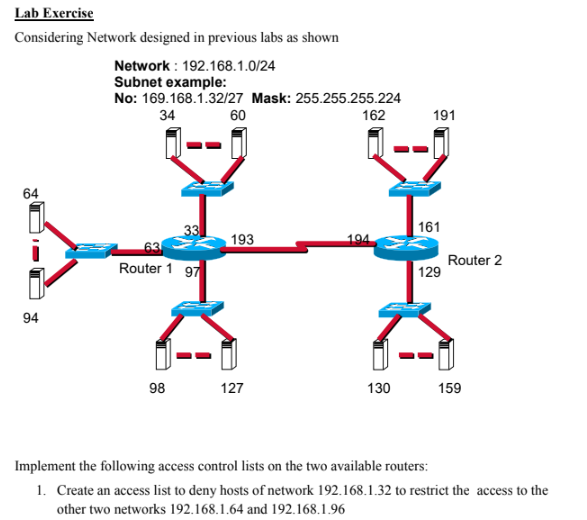 Lab Exercise
Considering Network designed in previous labs as shown
Network : 192.168.1.0/24
Subnet example:
No: 169.168.1.32/27 Mask: 255.255.255.224
34 60 162 191
64
33 161
63 193 194
Router 1 97 129 Router 2
94
98 127 130 159
Implement the following access control lists on the two available routers:
1. Create an access list to deny hosts of network 192.168.1.32 to restrict the access to the
other two networks 192.168.1.64 and 192.168.1.96